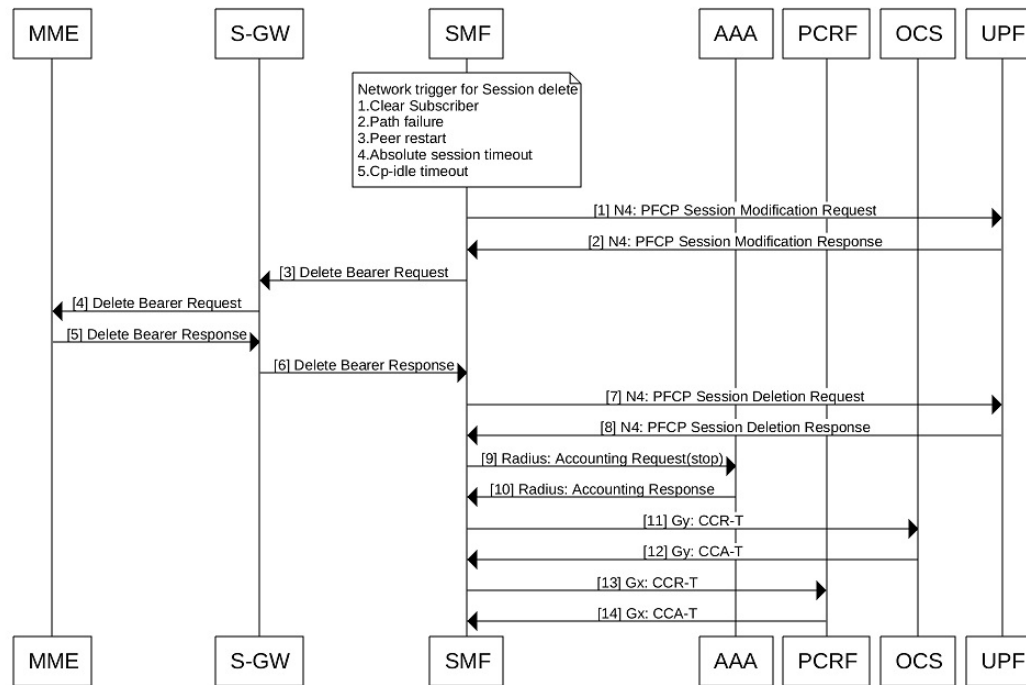 MME S-GW SMF AAA PCRF OCS UPF
Network trigger for Session delete
1.Clear Subscriber
2.Path failure
3.Peer restart
4.Absolute session timeout
5.Cp-idle timeout
[1] N4: PFCP Session Modification Request
[2] N4: PFCP Session Modification Response
[3] Delete Bearer Request
[4] Delete Bearer Request
[5] Delete Bearer Response
[6] Delete Bearer Response
[7] N4: PFCP Session Deletion Request
[8] N4: PFCP Session Deletion Response
[9] Radius: Accounting Request(stop)
[10] Radius: Accounting Response
[11] Gy: CCR-T
[12] Gy: CCA-T
[13] Gx: CCR-T
[14] Gx: CCA-T
MME S-GW SMF AAA PCRF OCS UPF